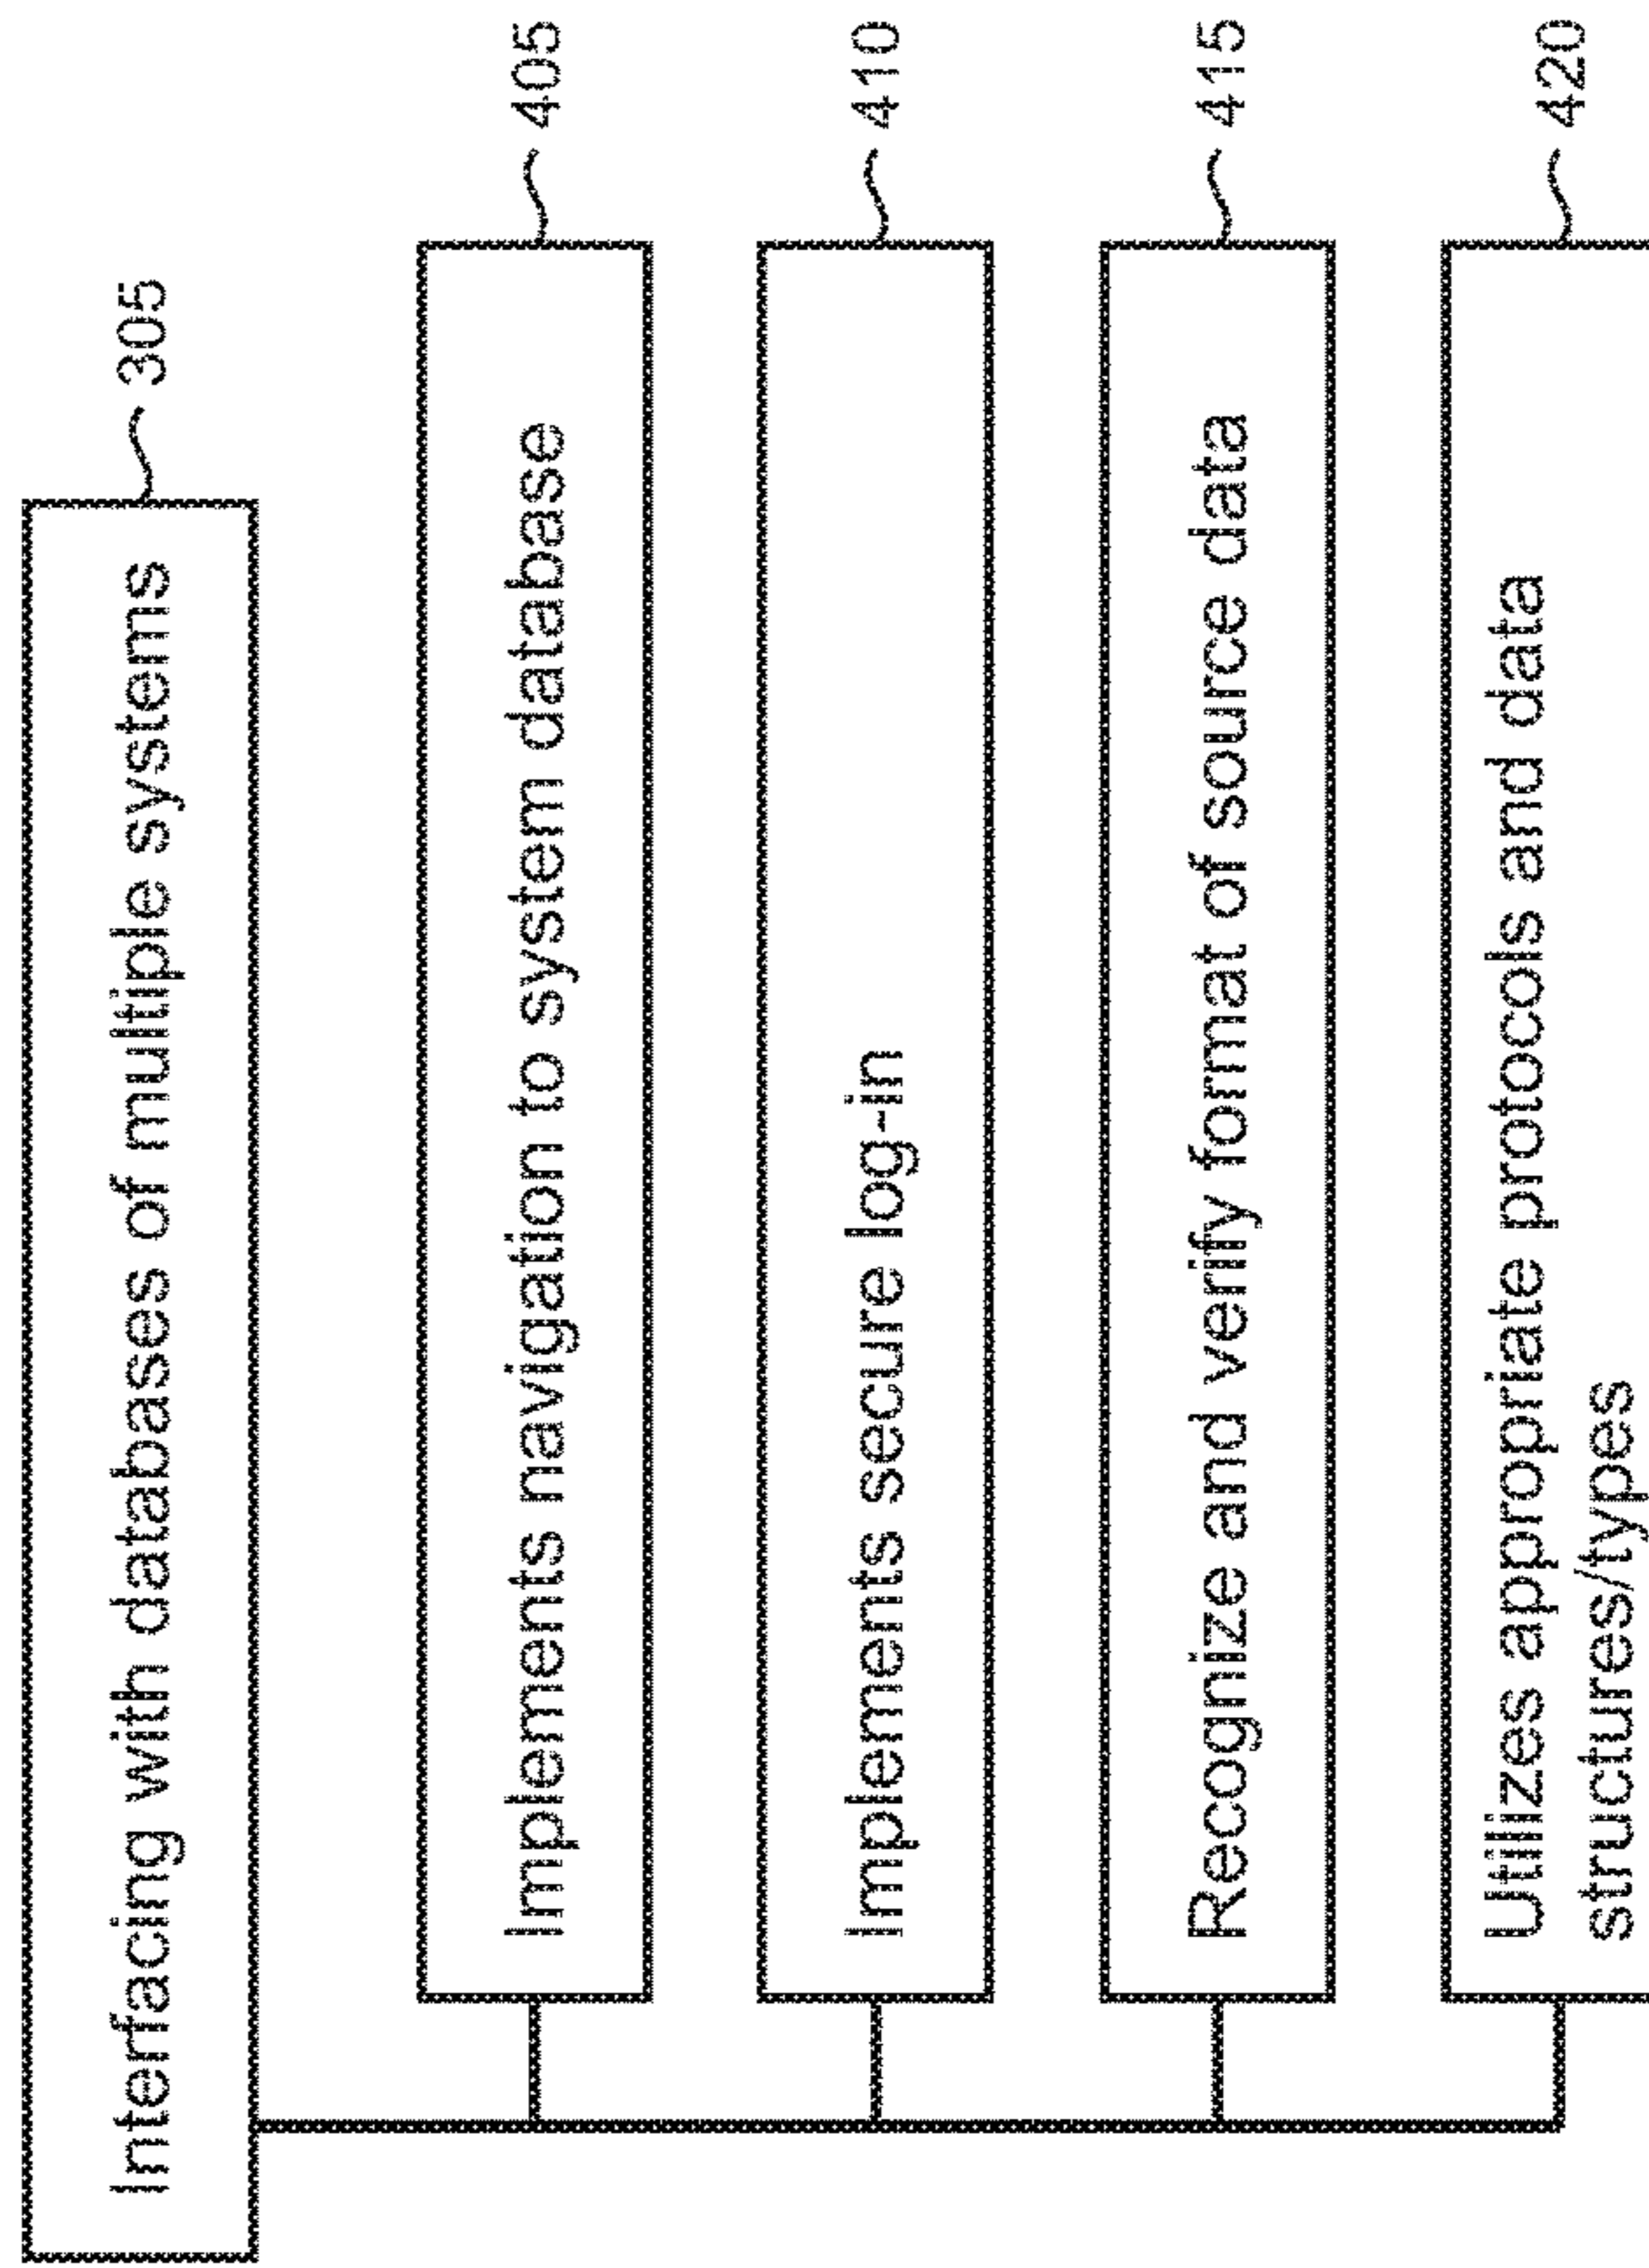 Interfacing with databases of multiple systems
305
Implements navigation to system database
405
Implements secure log-in
410
Recognize and verify format of source data
415
Utilizes appropriate protocols and data
structures/types
420